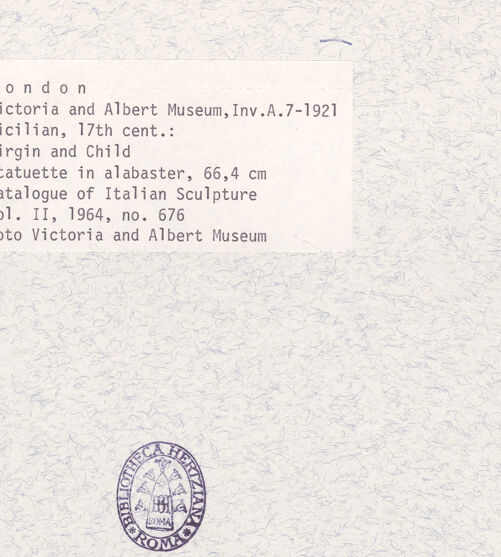 ondon
ictoria and Albert Museum,Inv.A.7-1921
icilian, 17th cent.:
irgin and Child
tatuette in alabaster, 66,4 cm
atalogue of Italian Sculpture
ol. II, 1964, no. 676
oto Victoria and Albert Museum
BIBLIOTHECA HERTZIANA
ROMA
ROMA